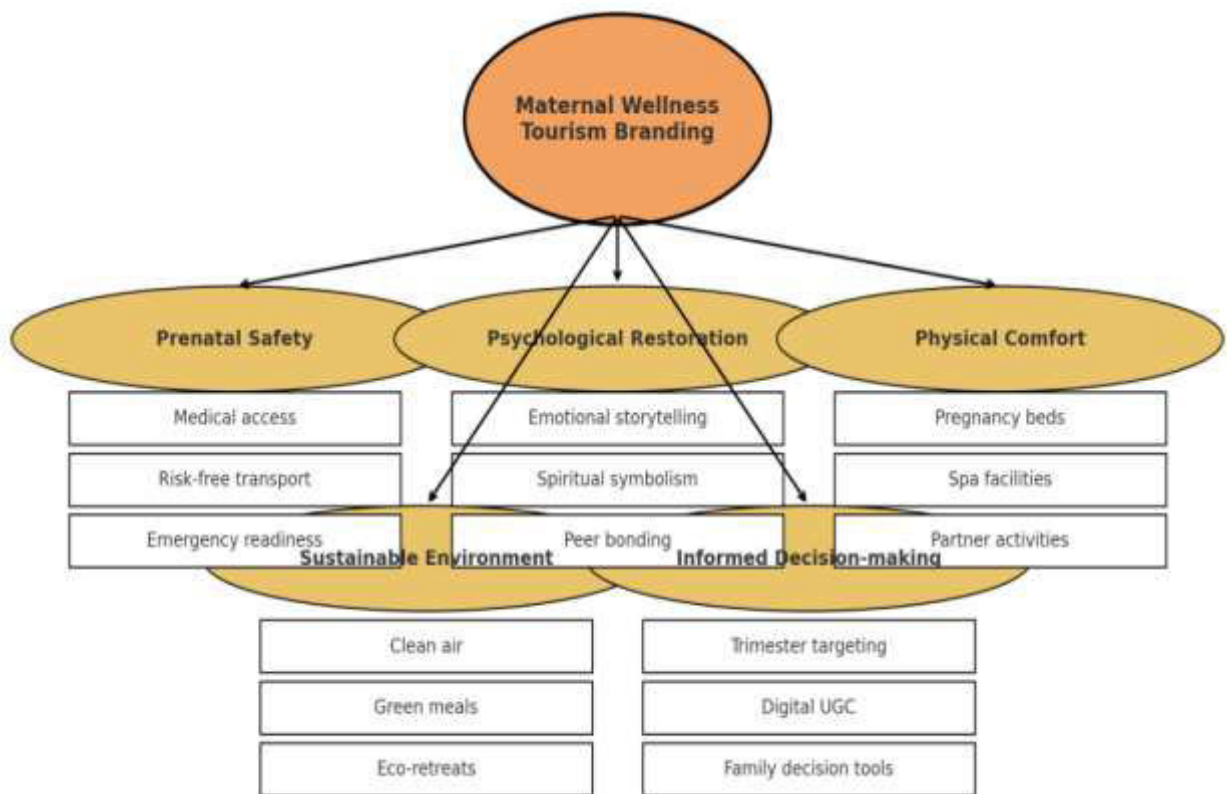 Maternal Wellness
Tourism Branding
Prenatal Safety
Psychological Restoration
Physical Comfort
Medical access
Emotional storytelling
Pregnancy beds
Risk-free transport
Spiritual symbolism
Spa facilities
Emergency readiness
Peer bonding
Partner activities
Sustainable Environment
Informed Decision-making
Clean air
Trimester targeting
Green meals
Digital UGC
Eco-retreats
Family decision tools